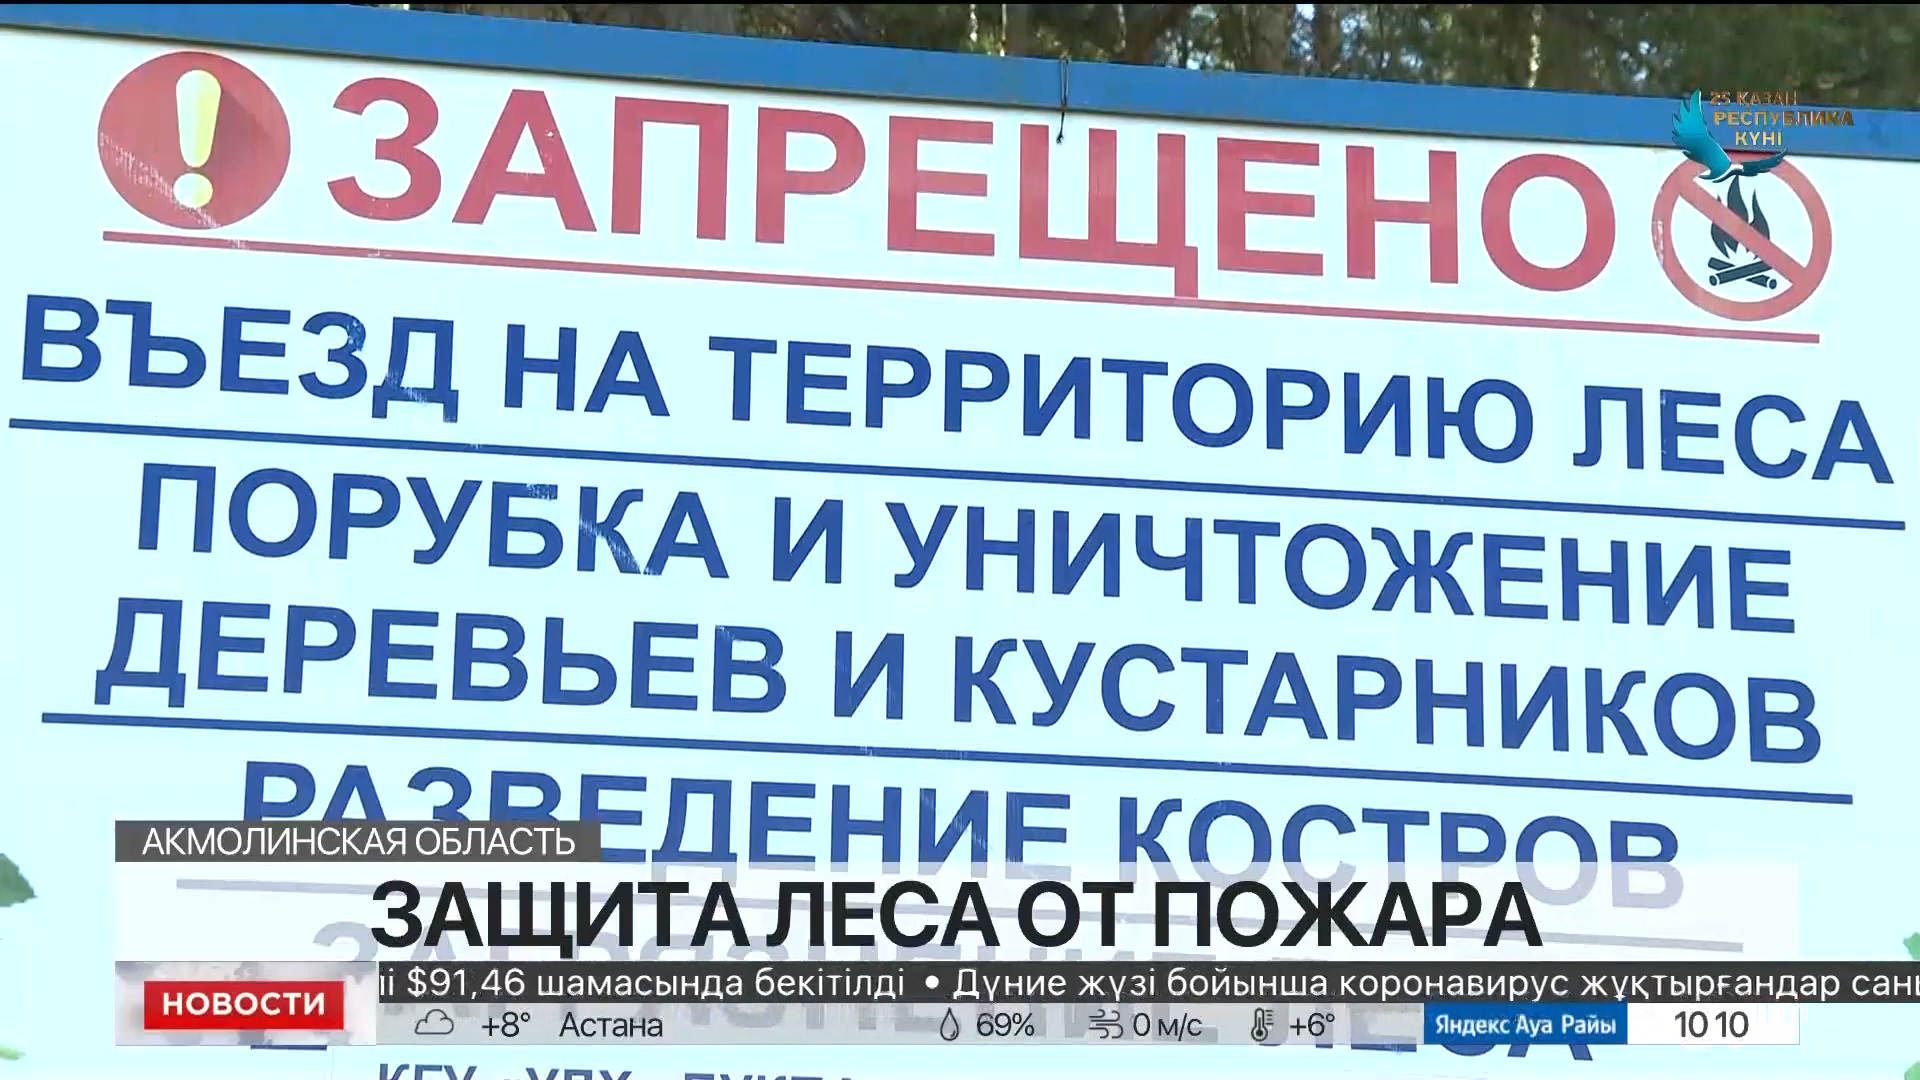 25 ҚАЗАН
РЕСПУБЛИКА
КҮНІ
ЗАПРЕЩЕНО
ВЪЕЗД НА ТЕРРИТОРИЮ ЛЕСА
ПОРУБКА И УНИЧТОЖЕНИЕ
ДЕРЕВЬЕВ И КУСТАРНИКОВ
РАЗВЕДЕНИЕ КОСТРОВ
АКМОЛИНСКАЯ ОБЛАСТЬ
ЗАЩИТА ЛЕСА ОТ ПОЖАРА
НОВОСТИ
$91,46 шамасында бекітілді • Дүние жүзі бойынша коронавирус жұқтырғандар
+8° Астана 69% 0 м/с +6° Яндекс Ауа Райы 10 10